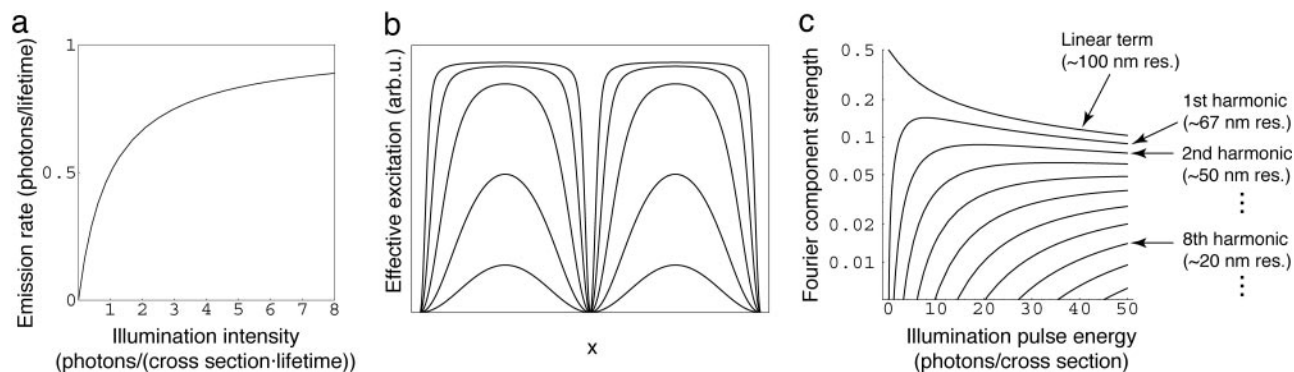 a
Emission rate (photons/lifetime)
1
0.5
0
1 2 3 4 5 6 7 8
Illumination intensity
(photons/(cross section·lifetime))
b
Effective excitation (arb.u.)
x
c
Fourier component strength
0.5
0.2
0.1
0.05
0.02
0.01
0 10 20 30 40 50
Illumination pulse energy
(photons/cross section)
Linear term
(~100 nm res.)
1st harmonic
(~67 nm res.)
2nd harmonic
(~50 nm res.)
8th harmonic
(~20 nm res.)